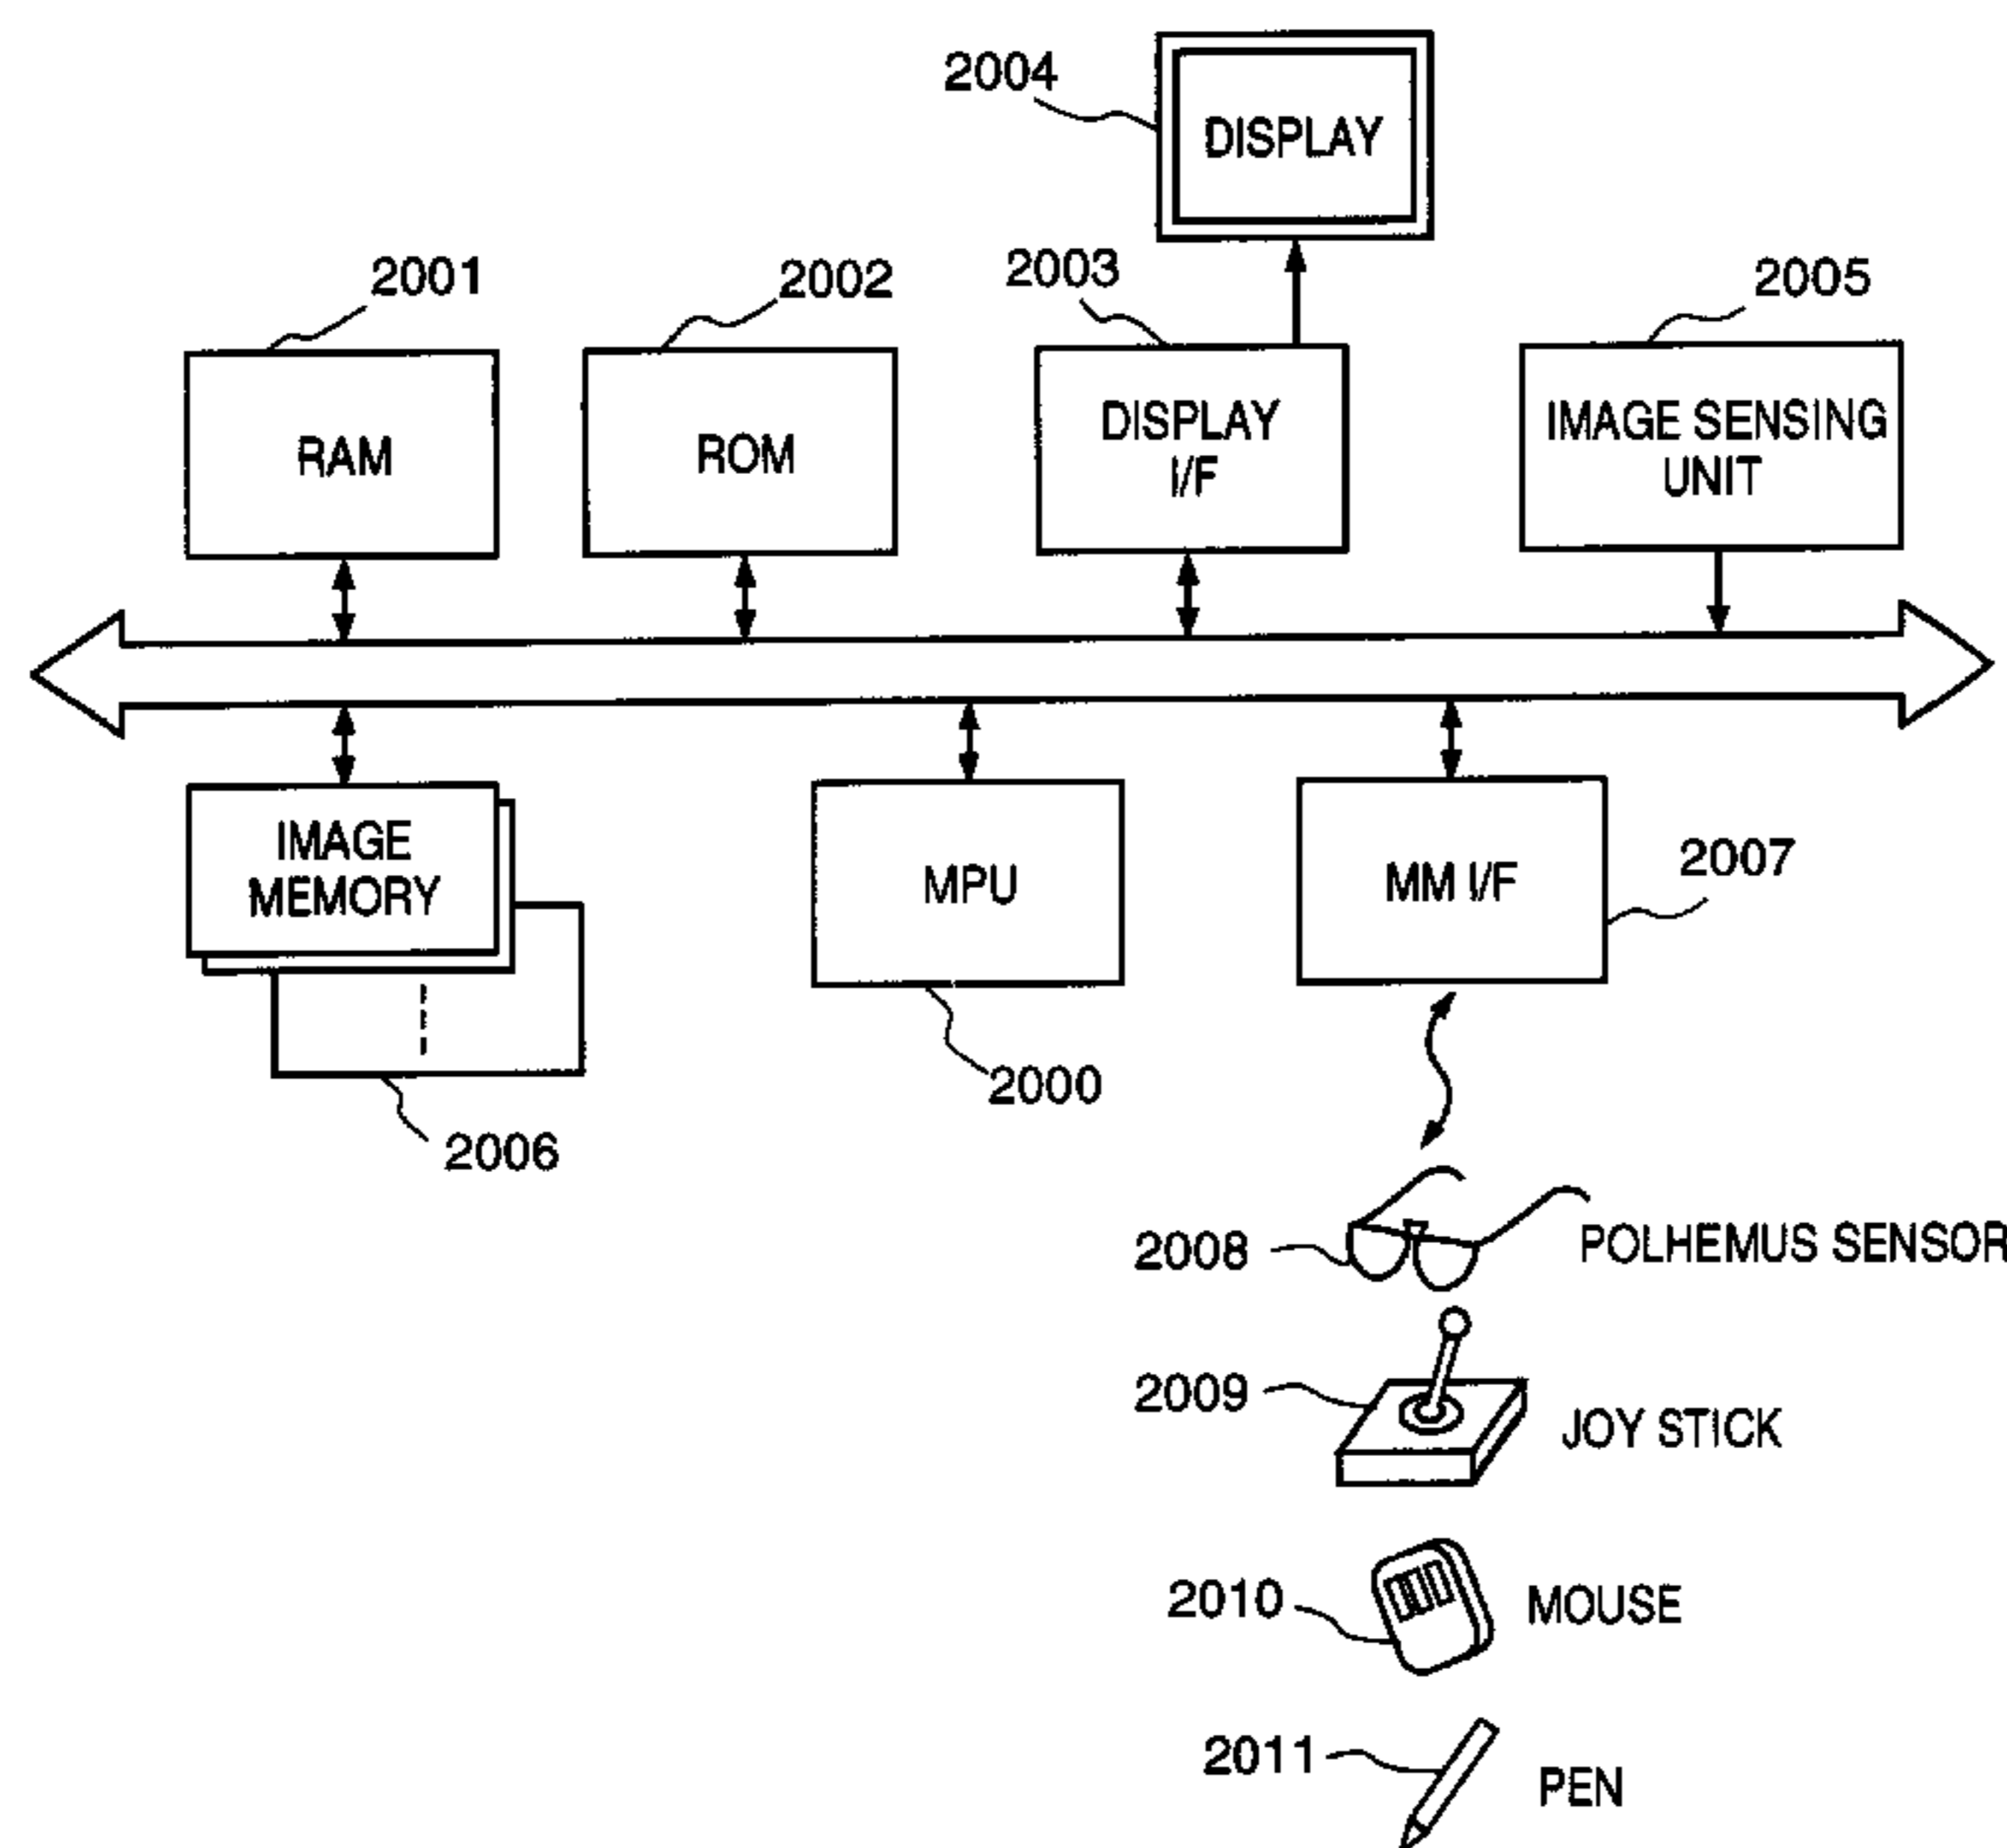 2004
DISPLAY
2001
2002
2003
2005
RAM
ROM
DISPLAY
I/F
IMAGE SENSING
UNIT
IMAGE
MEMORY
MPU
MM I/F
2007
2000
2006
2008
POLHEMUS SENSOR
2009
JOY STICK
2010
MOUSE
2011
PEN